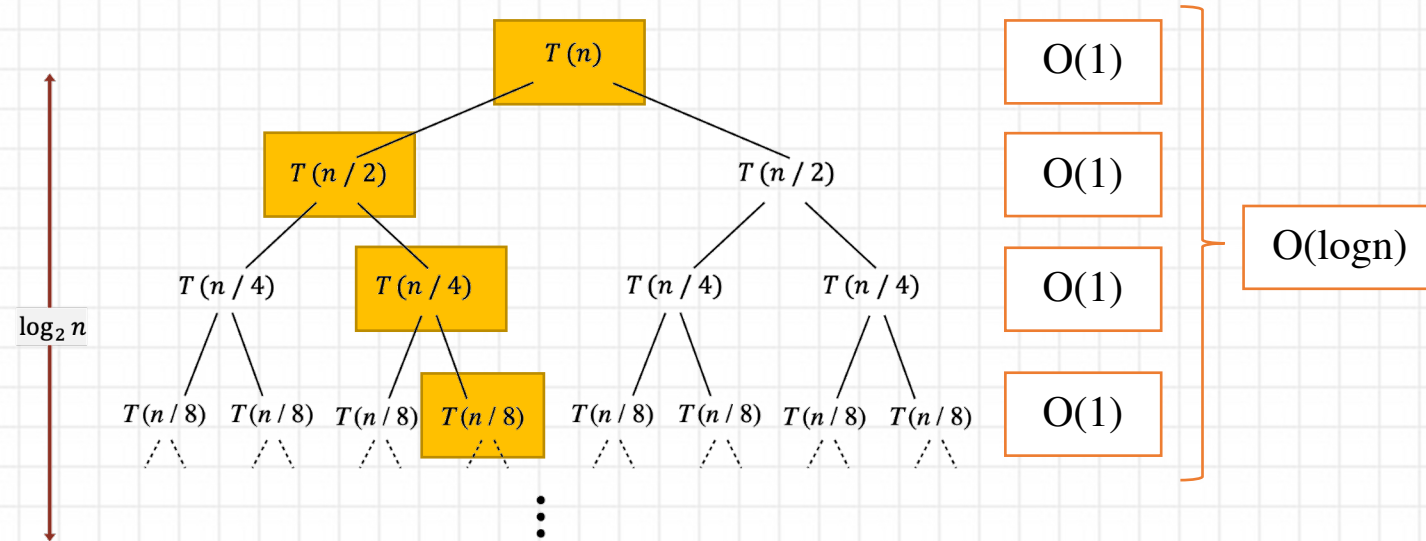 T (n)
O(1)
T (n / 2)
T (n / 2)
O(1)
O(logn)
T (n / 4)
T (n / 4)
T (n / 4)
T (n / 4)
O(1)
log₂ n
T (n / 8)
T (n / 8)
T (n / 8)
T (n / 8)
T (n / 8)
T (n / 8)
T (n / 8)
T (n / 8)
O(1)